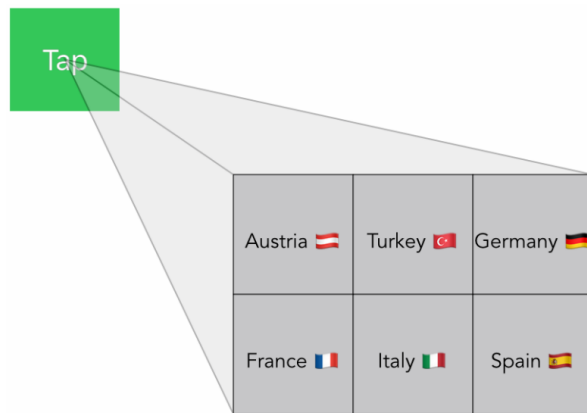 Tap
Austria 🇦🇹 Turkey 🇹🇷 Germany 🇩🇪
France 🇫🇷 Italy 🇮🇹 Spain 🇪🇸